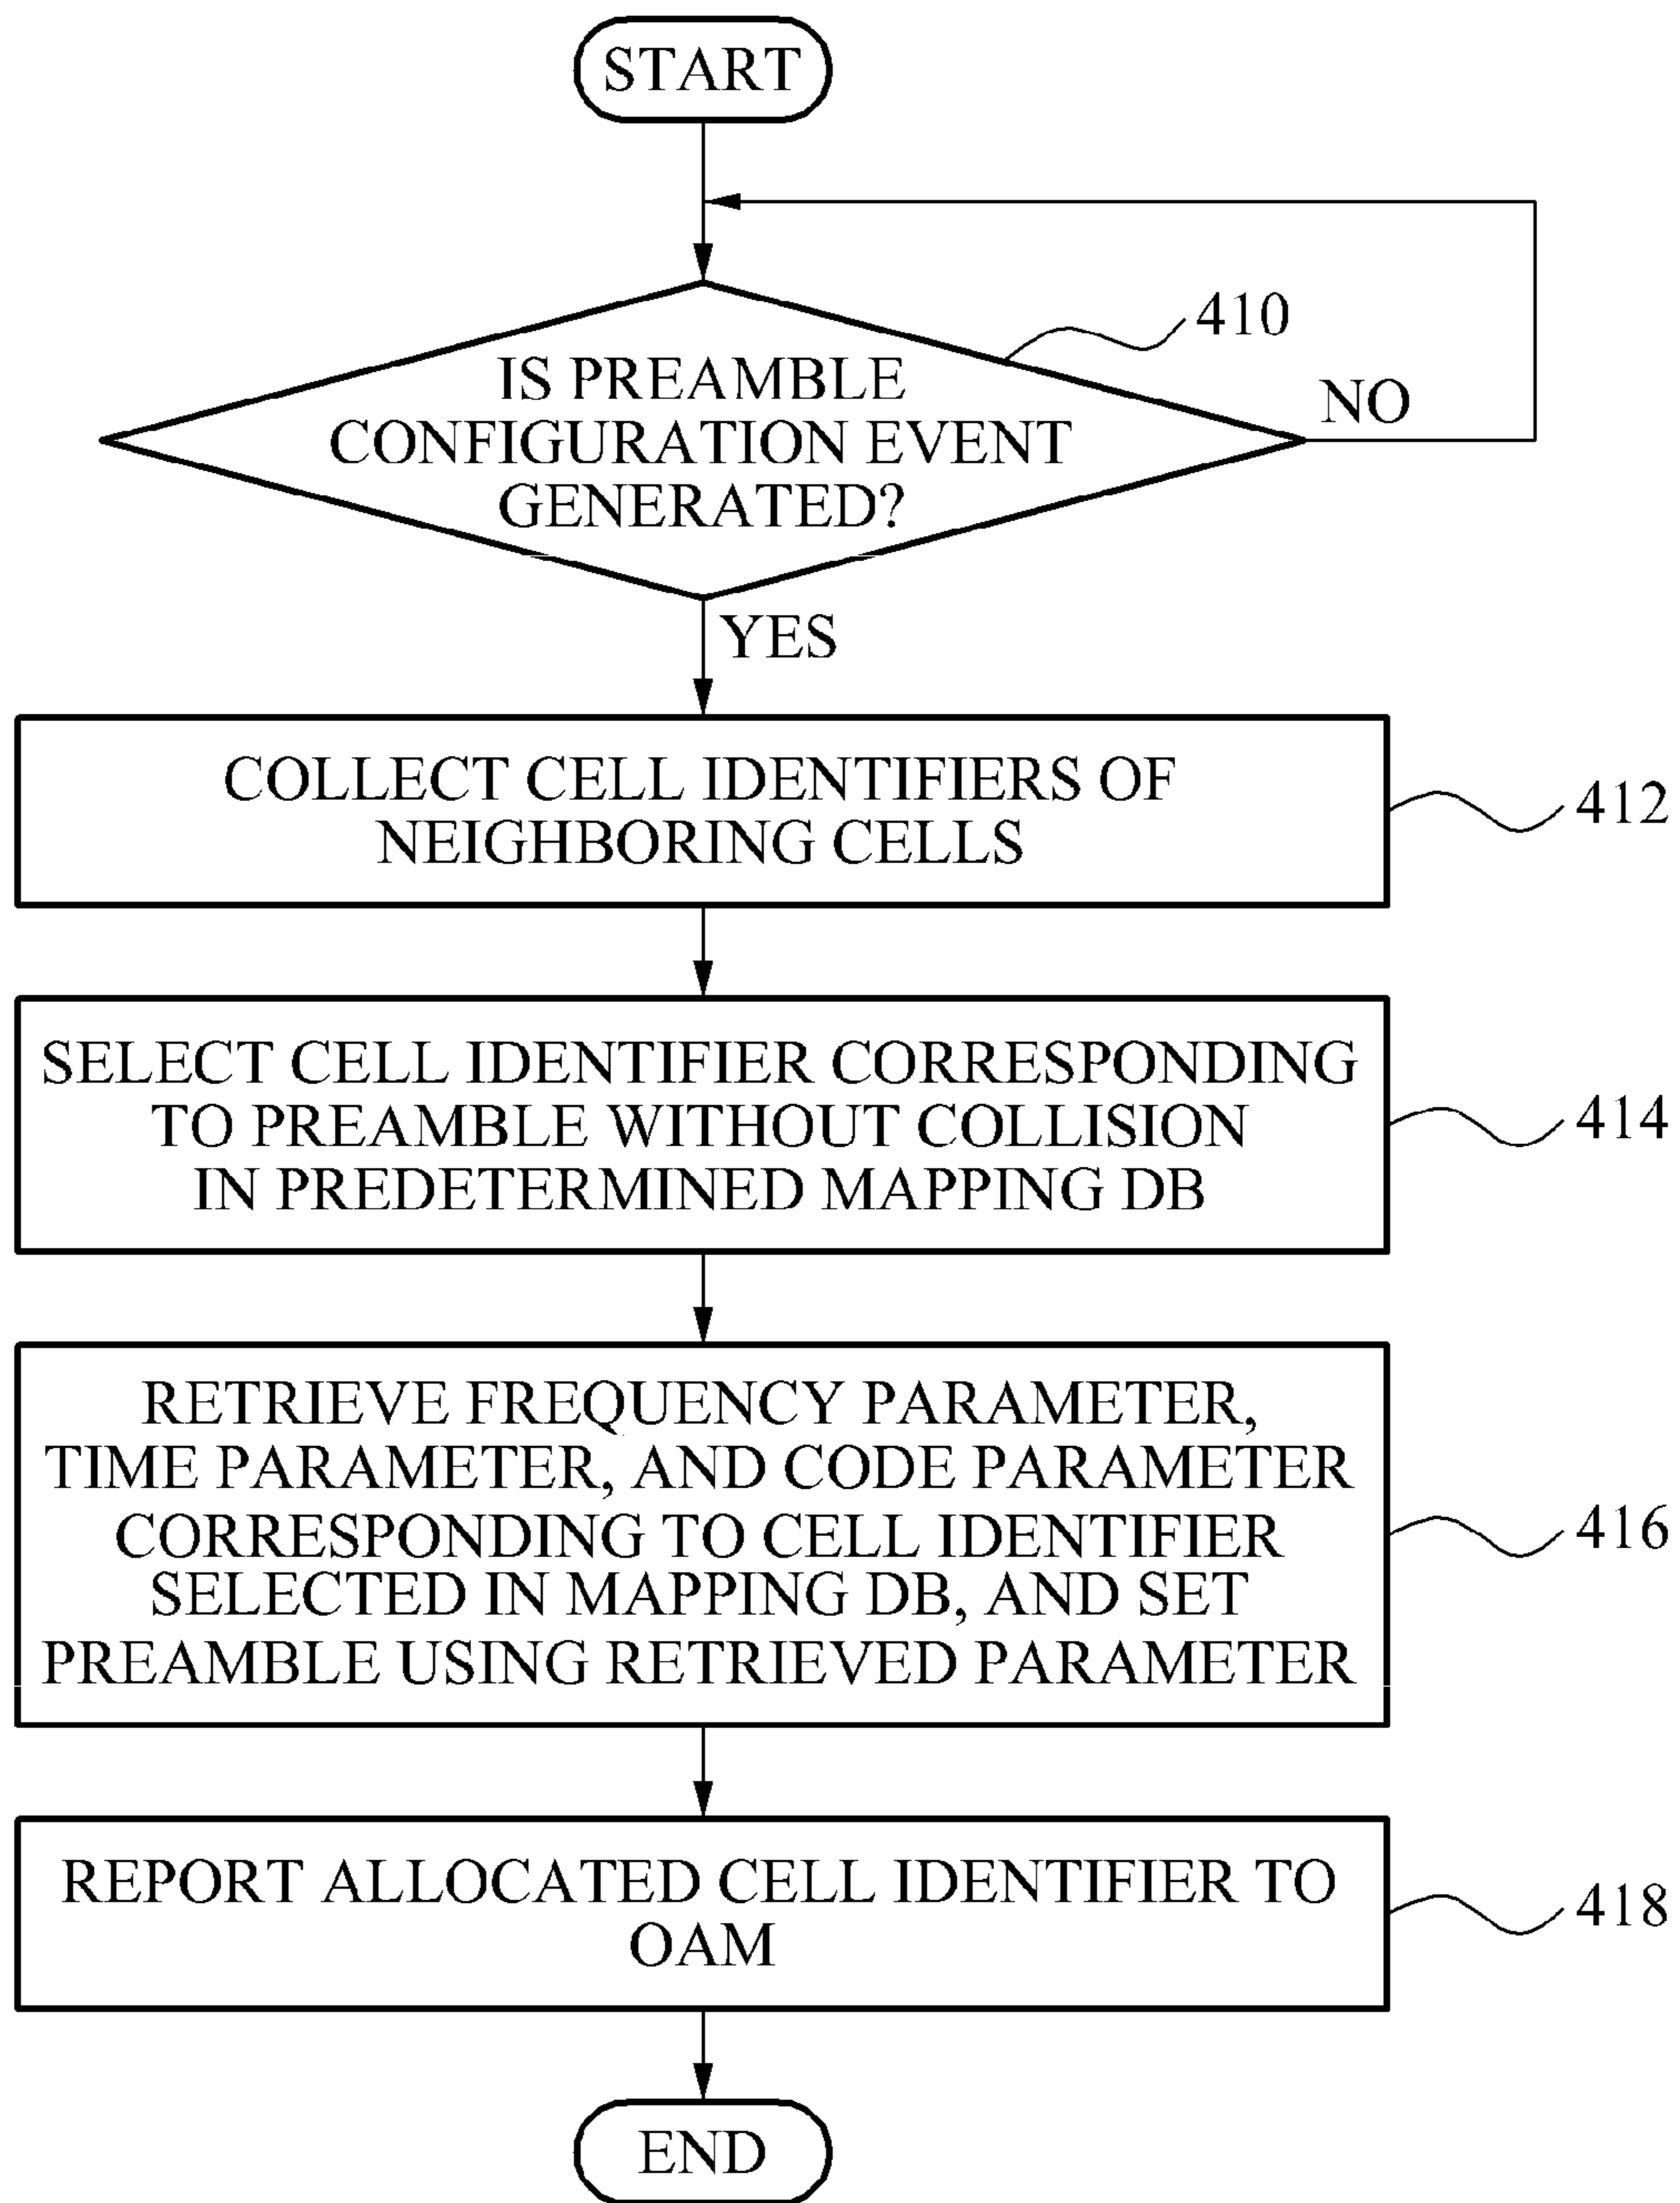 START
410
IS PREAMBLE
CONFIGURATION EVENT
GENERATED?
NO
YES
COLLECT CELL IDENTIFIERS OF
NEIGHBORING CELLS
412
SELECT CELL IDENTIFIER CORRESPONDING
TO PREAMBLE WITHOUT COLLISION
IN PREDETERMINED MAPPING DB
414
RETRIEVE FREQUENCY PARAMETER,
TIME PARAMETER, AND CODE PARAMETER
CORRESPONDING TO CELL IDENTIFIER
SELECTED IN MAPPING DB, AND SET
PREAMBLE USING RETRIEVED PARAMETER
416
REPORT ALLOCATED CELL IDENTIFIER TO
OAM
418
END